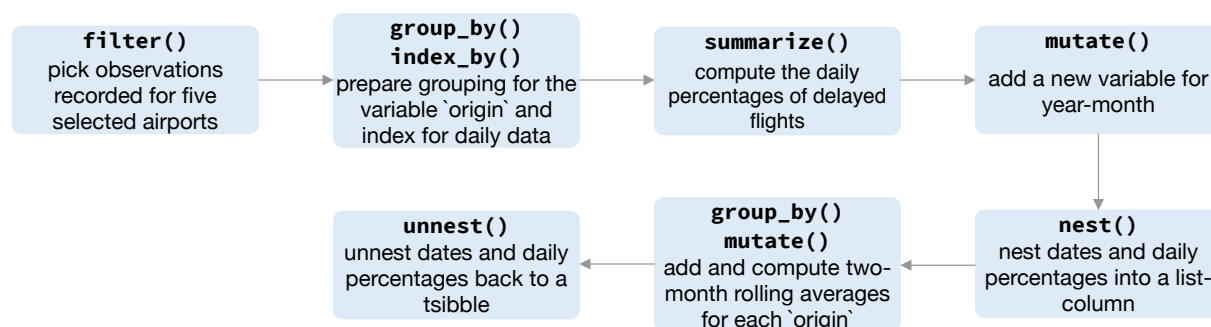 filter()
pick observations
recorded for five
selected airports
group_by()
index_by()
prepare grouping for the
variable `origin` and
index for daily data
summarize()
compute the daily
percentages of delayed
flights
mutate()
add a new variable for
year-month
nest()
nest dates and daily
percentages into a list-
column
group_by()
mutate()
add and compute two-
month rolling averages
for each `origin`
unnest()
unnest dates and daily
percentages back to a
tsibble